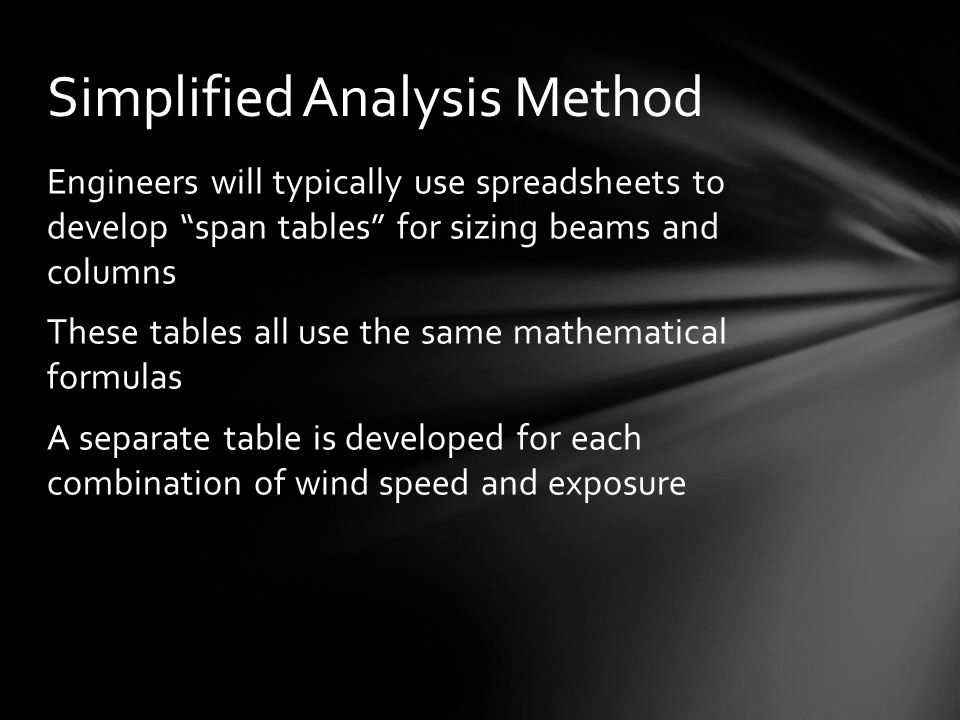 Simplified Analysis Method
Engineers will typically use spreadsheets to
develop “span tables” for sizing beams and
columns
These tables all use the same mathematical
formulas
A separate table is developed for each
combination of wind speed and exposure